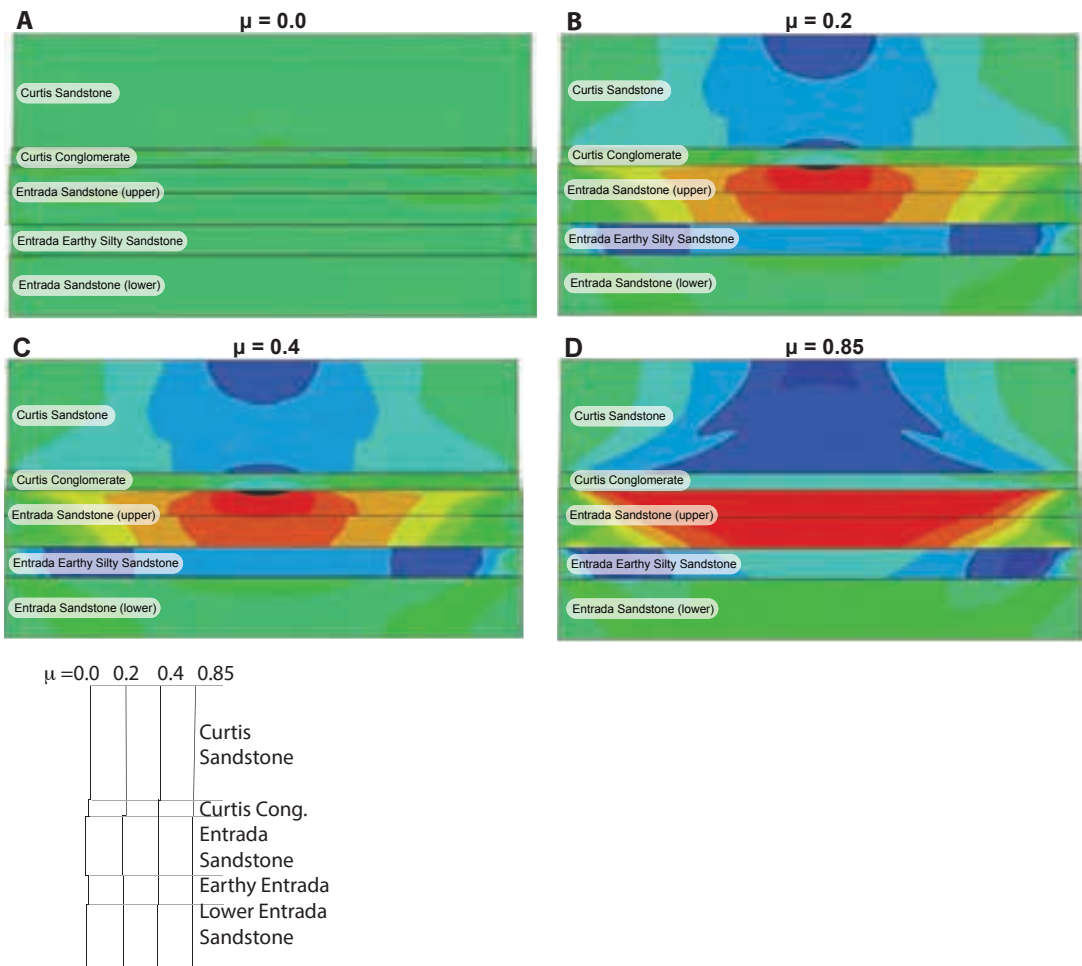 A
μ = 0.0
Curtis Sandstone
Curtis Conglomerate
Entrada Sandstone (upper)
Entrada Earthy Silty Sandstone
Entrada Sandstone (lower)
B
μ = 0.2
Curtis Sandstone
Curtis Conglomerate
Entrada Sandstone (upper)
Entrada Earthy Silty Sandstone
Entrada Sandstone (lower)
C
μ = 0.4
Curtis Sandstone
Curtis Conglomerate
Entrada Sandstone (upper)
Entrada Earthy Silty Sandstone
Entrada Sandstone (lower)
D
μ = 0.85
Curtis Sandstone
Curtis Conglomerate
Entrada Sandstone (upper)
Entrada Earthy Silty Sandstone
Entrada Sandstone (lower)
μ =0.0 0.2 0.4 0.85
Curtis
Sandstone
Curtis Cong.
Entrada
Sandstone
Earthy Entrada
Lower Entrada
Sandstone